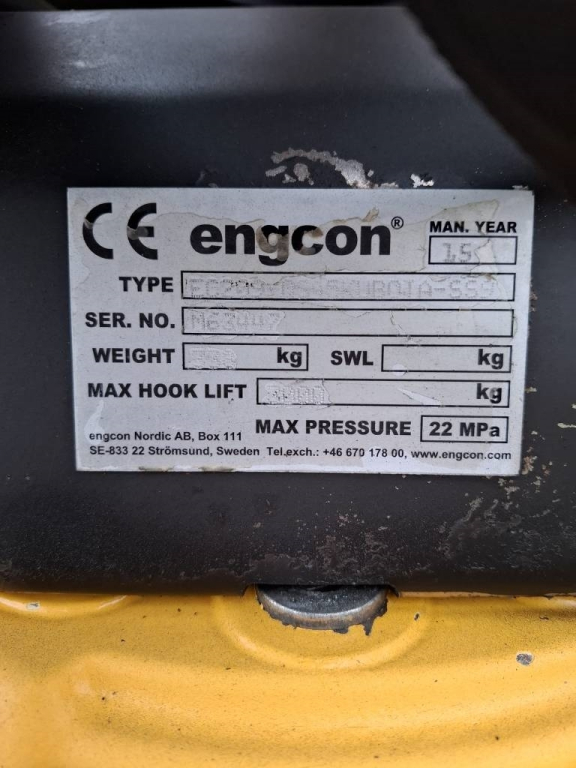 CE engcon® MAN. YEAR
15
TYPE
SER. NO. M63447
WEIGHT kg SWL kg
MAX HOOK LIFT kg
MAX PRESSURE 22 MPa
engcon Nordic AB, Box 111
SE-833 22 Strömsund, Sweden Tel.exch.: +46 670 178 00, www.engcon.com